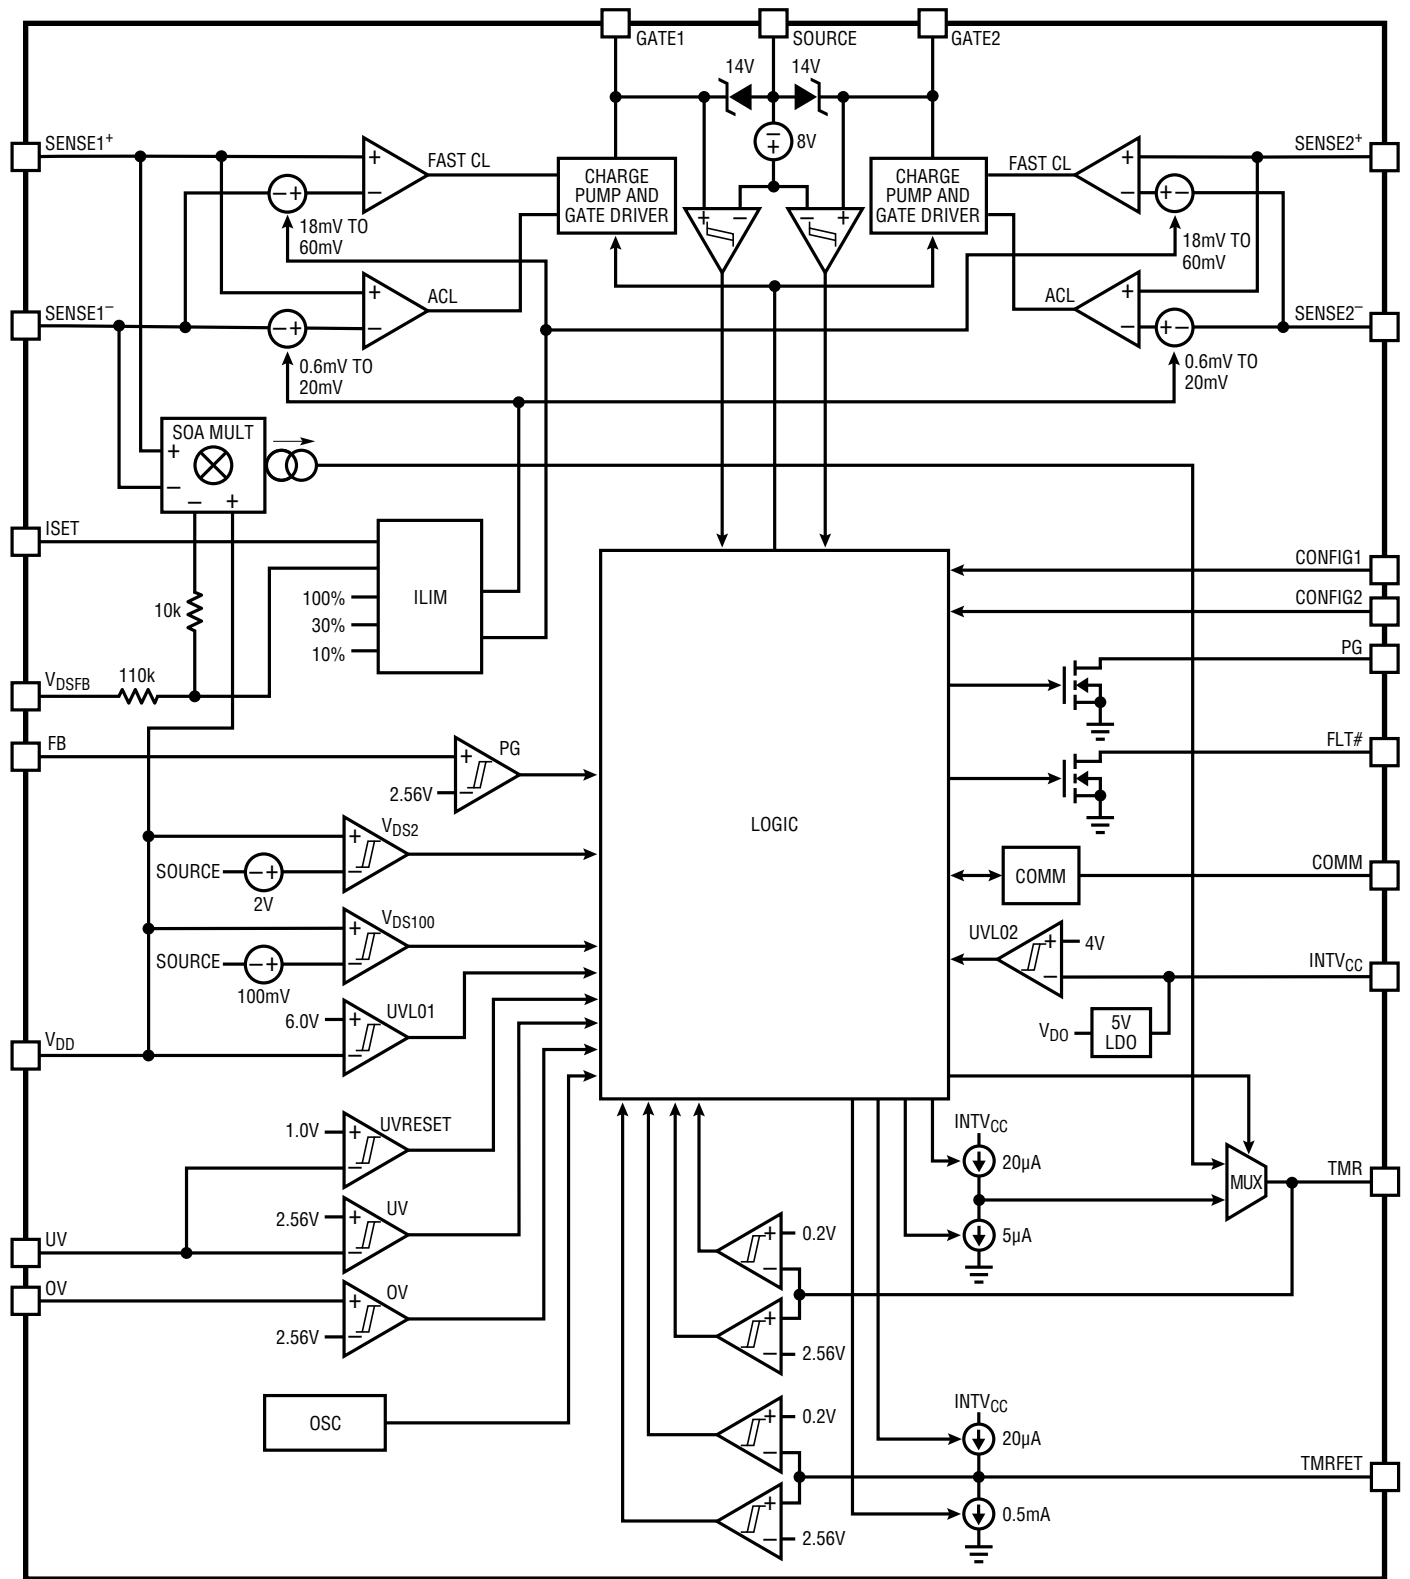 GATE1
SOURCE
GATE2
14V
14V
8V
SENSE1+
SENSE2+
FAST CL
FAST CL
CHARGE
PUMP AND
GATE DRIVER
CHARGE
PUMP AND
GATE DRIVER
+
–
+
–
18mV TO
60mV
18mV TO
60mV
ACL
ACL
SENSE1–
SENSE2–
0.6mV TO
20mV
0.6mV TO
20mV
SOA MULT
ISET
100%
30%
10%
ILIM
10k
VDSFB
110k
CONFIG1
CONFIG2
PG
FB
PG
2.56V
FLT#
LOGIC
VDS2
SOURCE
2V
COMM
COMM
VDS100
SOURCE
100mV
UVL02
4V
INTVCC
6.0V
UVL01
VDO
5V
LDO
VDD
1.0V
UVRESET
INTVCC
20µA
MUX
TMR
2.56V
UV
UV
5µA
0.2V
OV
OV
2.56V
2.56V
OSC
0.2V
INTVCC
20µA
TMRFET
0.5mA
2.56V